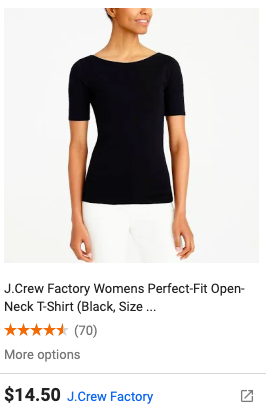 J.Crew Factory Womens Perfect-Fit Open-
Neck T-Shirt (Black, Size ...
(70)
More options
$14.50 J.Crew Factory